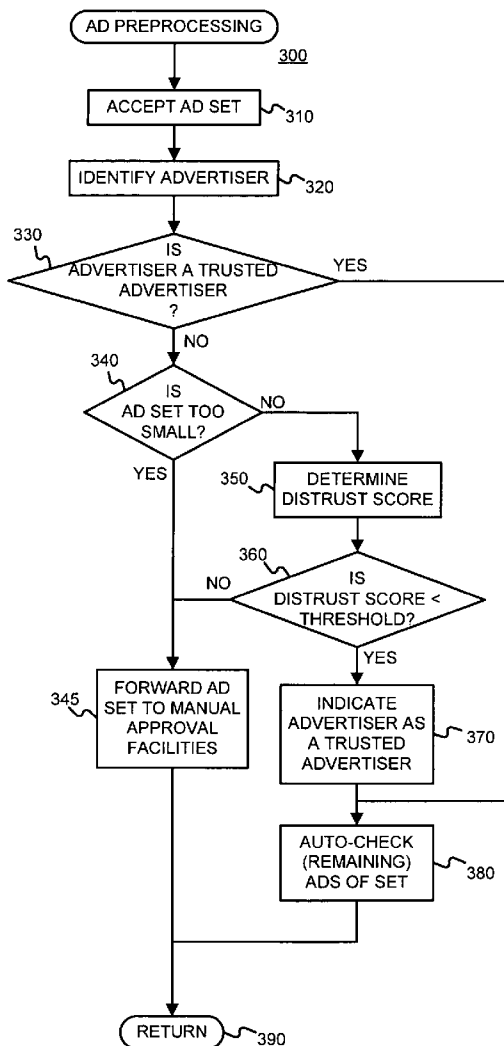 AD PREPROCESSING
300
ACCEPT AD SET
310
IDENTIFY ADVERTISER
320
330
IS
ADVERTISER A TRUSTED
ADVERTISER
?
YES
NO
340
IS
AD SET TOO
SMALL?
NO
YES
350
DETERMINE
DISTRUST SCORE
360
IS
DISTRUST SCORE <
THRESHOLD?
NO
YES
345
FORWARD AD
SET TO MANUAL
APPROVAL
FACILITIES
INDICATE
ADVERTISER AS
A TRUSTED
ADVERTISER
370
AUTO-CHECK
(REMAINING)
ADS OF SET
380
RETURN
390